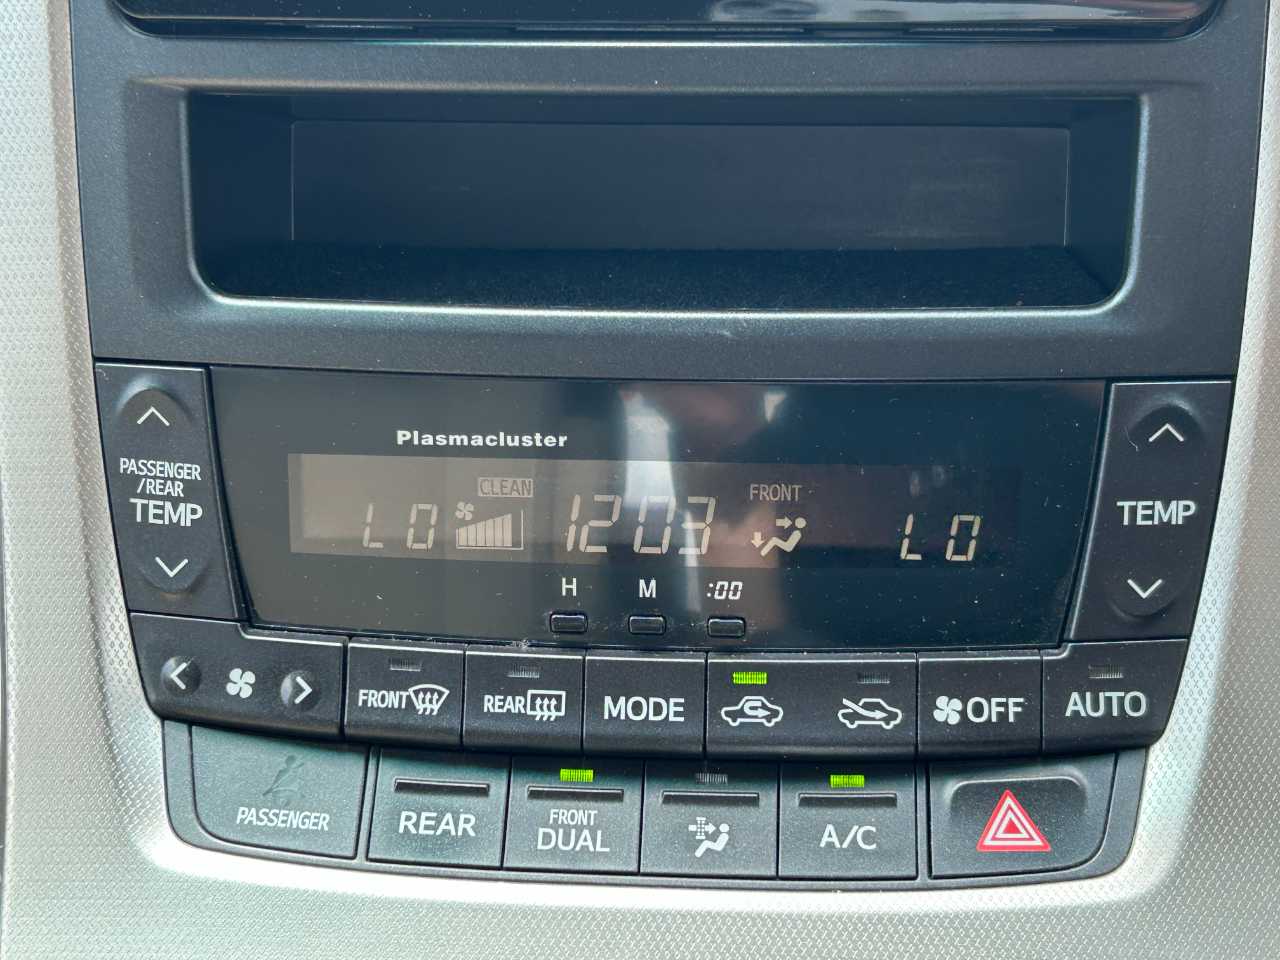 Plasmacluster
PASSENGER
/REAR
TEMP
CLEAN
LO
1203
FRONT
LO
TEMP
H M :00
FRONT
REAR
MODE
OFF
AUTO
PASSENGER
REAR
FRONT
DUAL
A/C